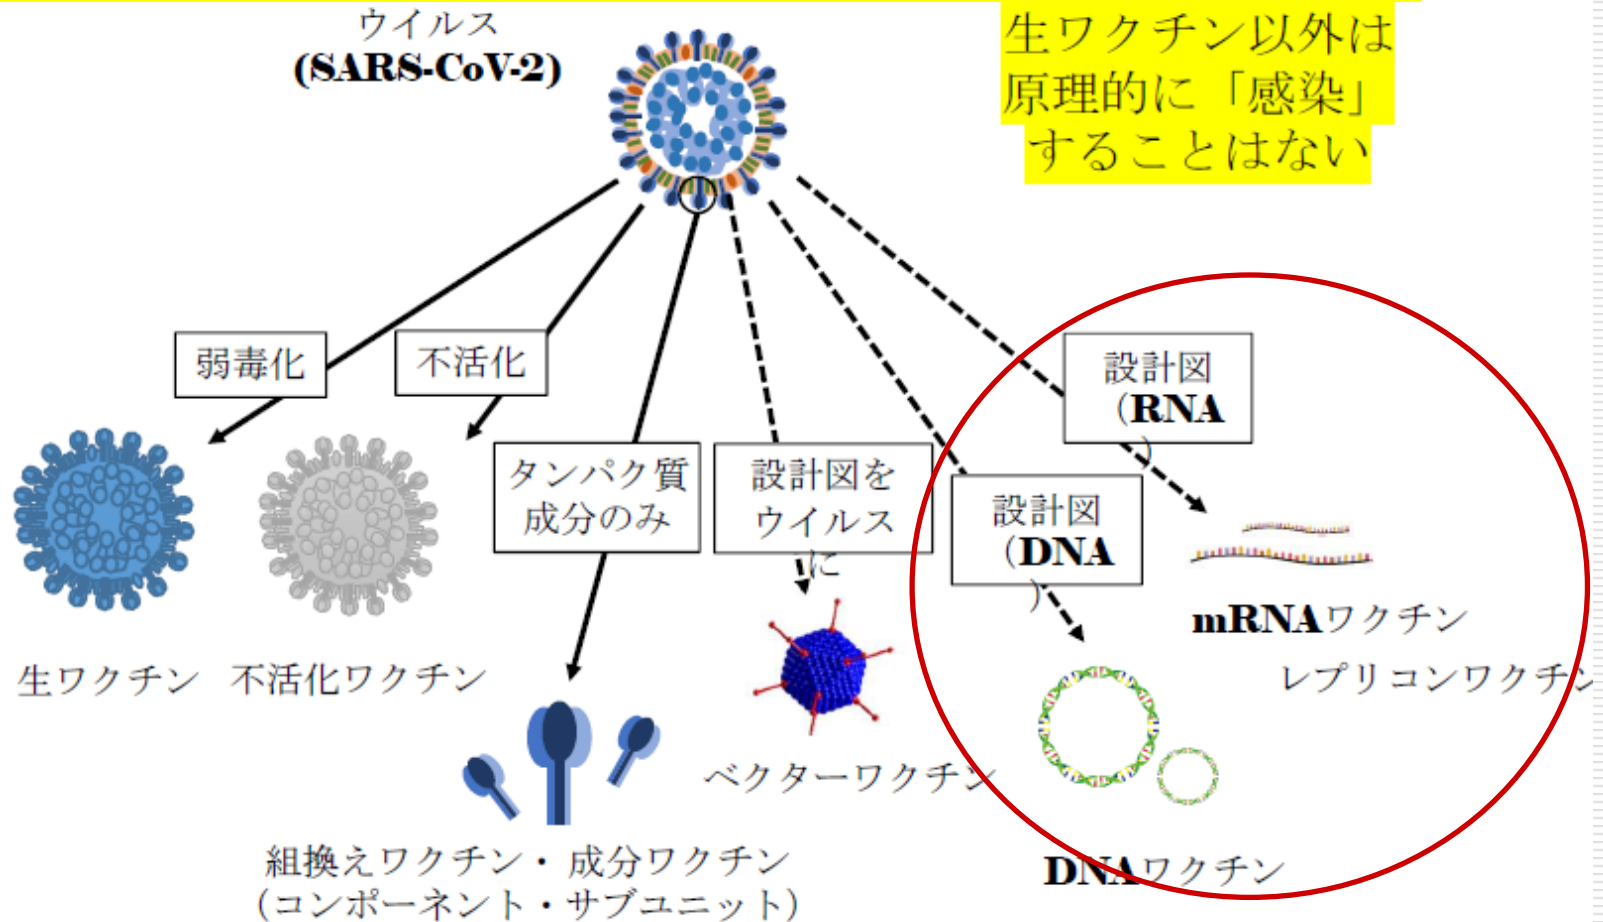 ウイルス
(SARS-CoV-2)
生ワクチン以外は
原理的に「感染」
することはない
弱毒化
不活化
タンパク質
成分のみ
設計図を
ウイルス
に
設計図
（DNA
）
設計図
（RNA
）
生ワクチン
不活化ワクチン
組換えワクチン・成分ワクチン
（コンポーネント・サブユニット）
ベクターワクチン
DNAワクチン
mRNAワクチン
レプリコンワクチン